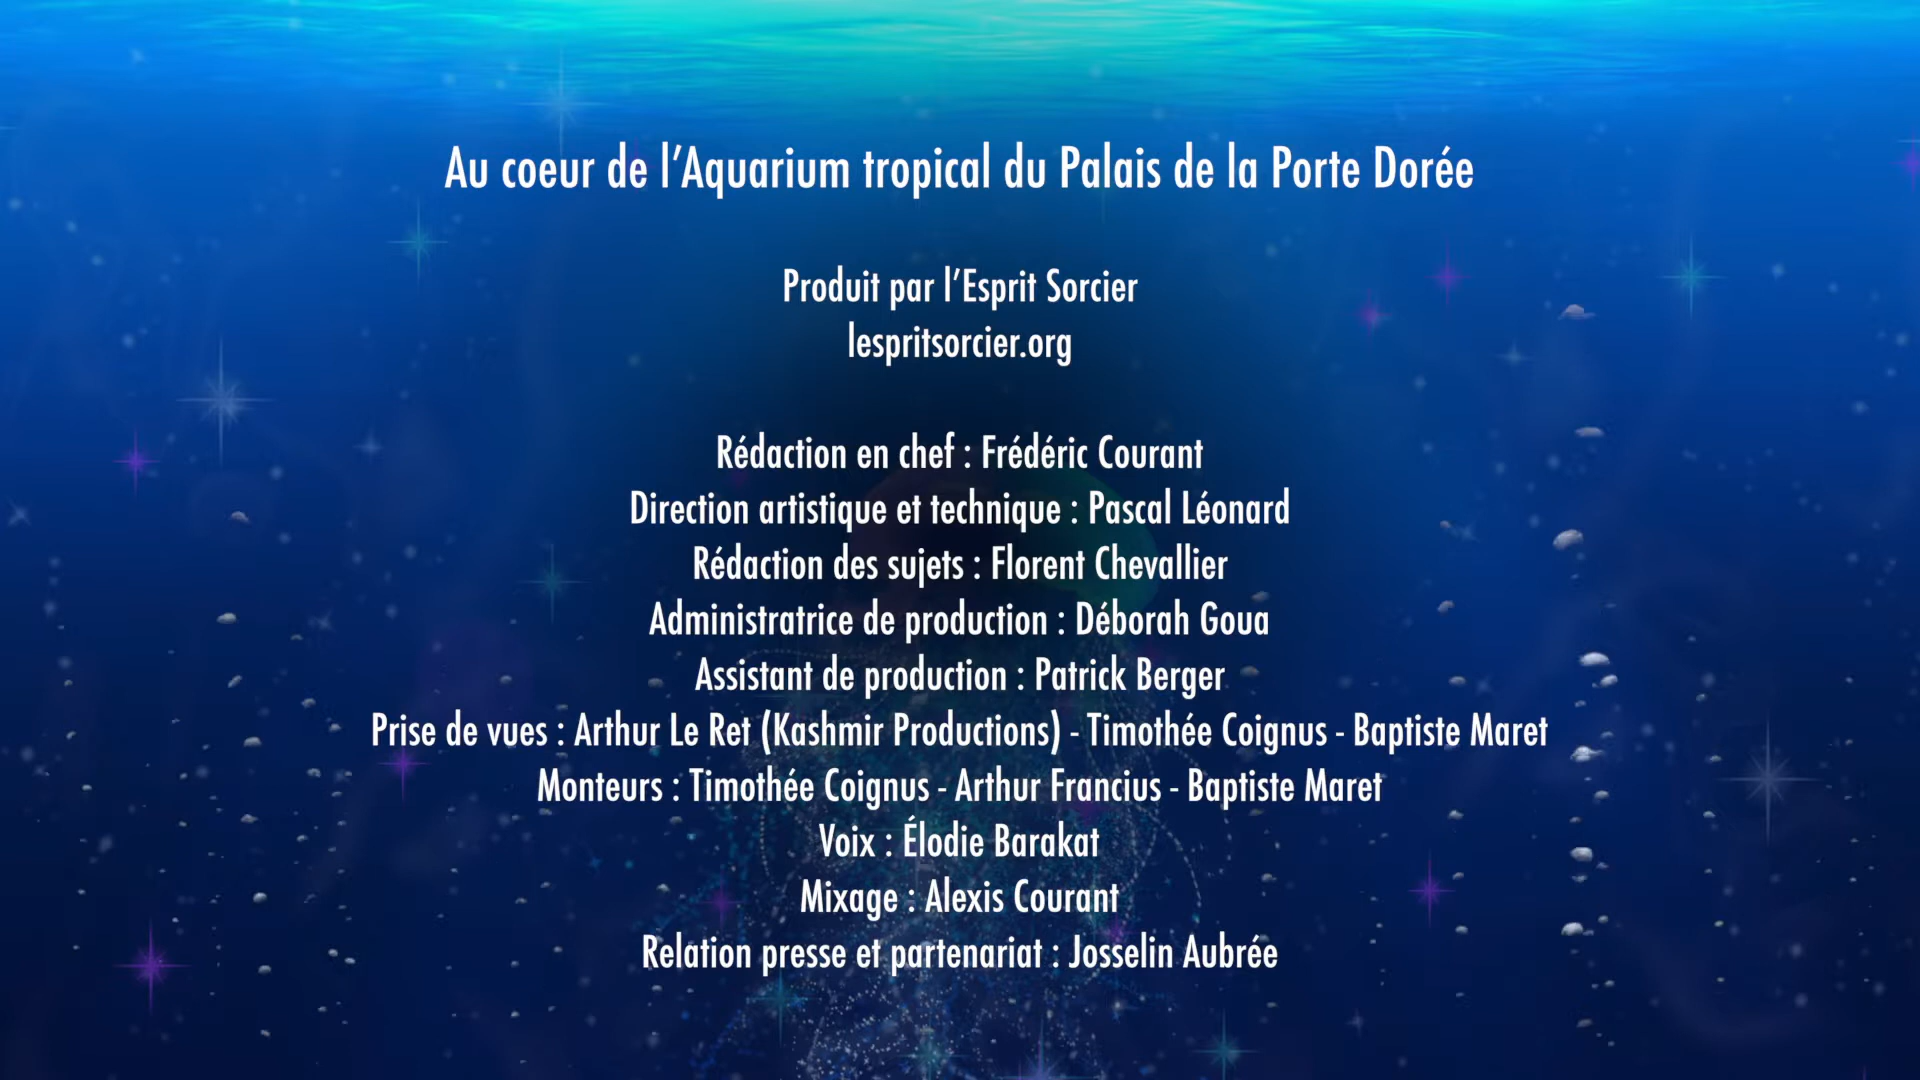 Au coeur de l’Aquarium tropical du Palais de la Porte Dorée
Produit par l’Esprit Sorcier
lespritsorcier.org
Rédaction en chef : Frédéric Courant
Direction artistique et technique : Pascal Léonard
Rédaction des sujets : Florent Chevallier
Administratrice de production : Déborah Goua
Assistant de production : Patrick Berger
Prise de vues : Arthur Le Ret (Kashmir Productions) - Timothée Coignus - Baptiste Maret
Monteurs : Timothée Coignus - Arthur Francius - Baptiste Maret
Voix : Élodie Barakat
Mixage : Alexis Courant
Relation presse et partenariat : Josselin Aubrée